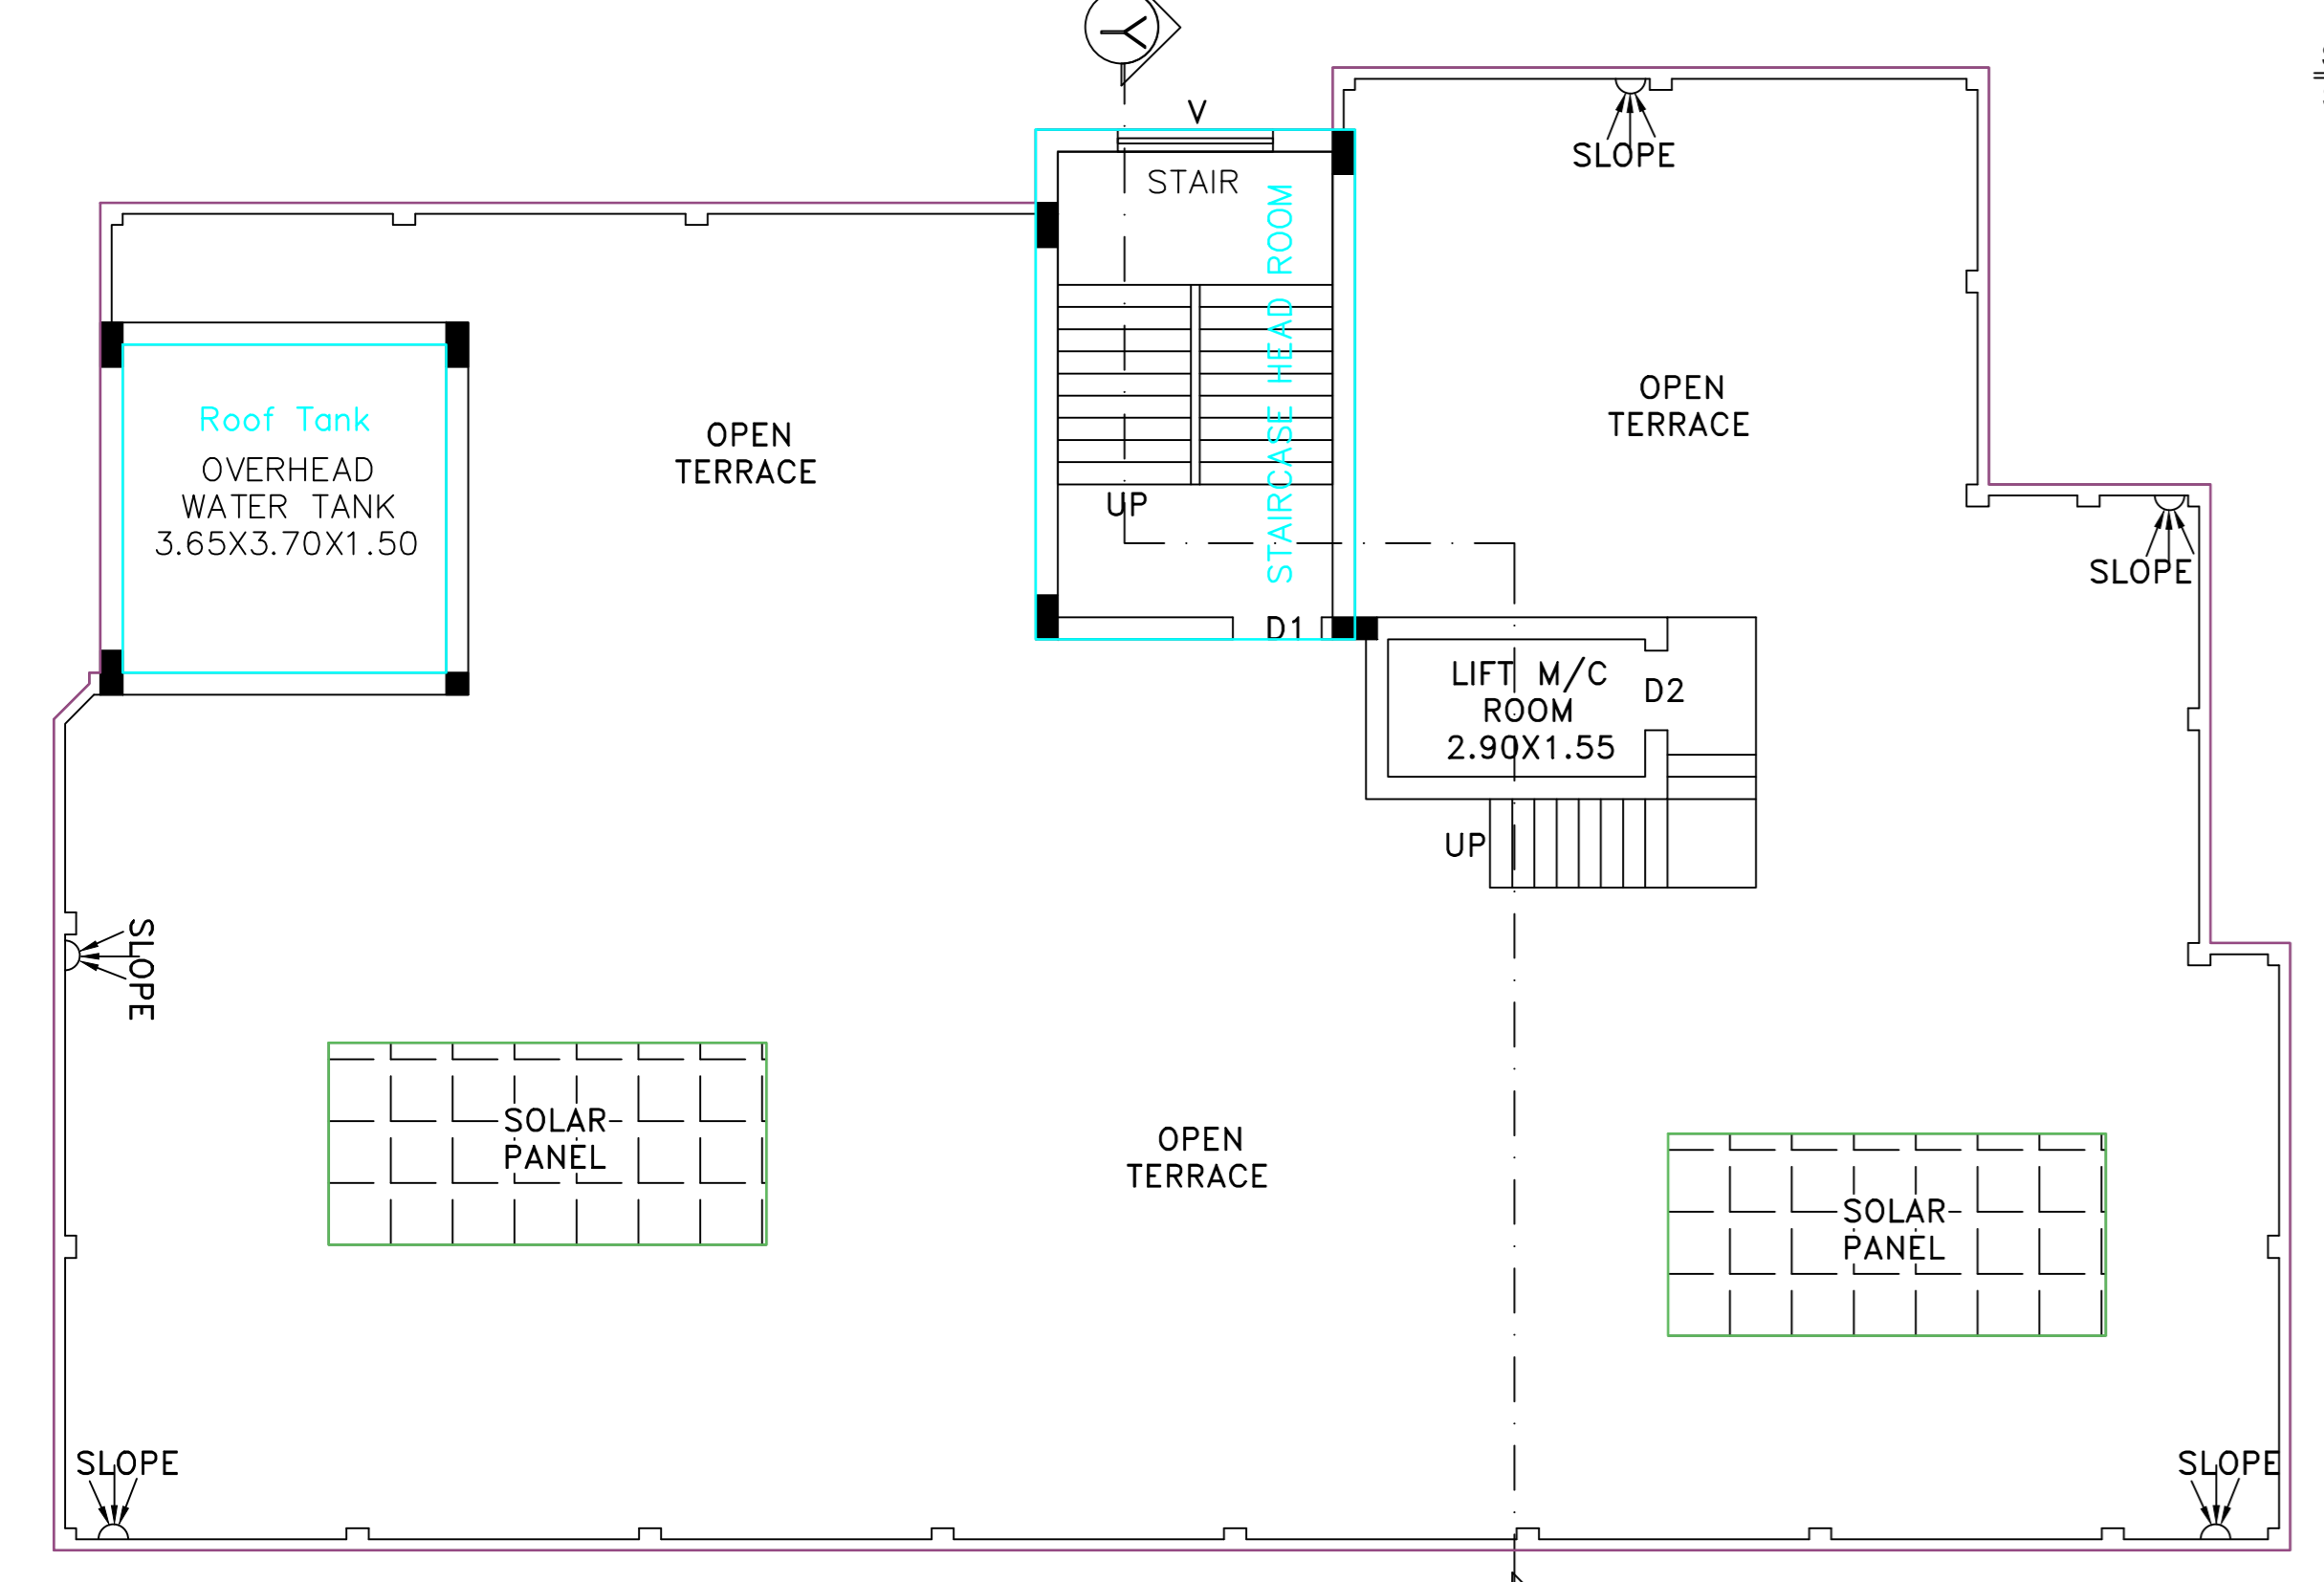 Y
V
STAIR
SLOPE
STAIRCASE HEAD ROOM
OPEN
TERRACE
Roof Tank
OVERHEAD
WATER TANK
3.65X3.70X1.50
OPEN
TERRACE
UP
SLOPE
D1
LIFT M/C
ROOM
2.90X1.55
D2
UP
SLOPE
SOLAR
PANEL
OPEN
TERRACE
SOLAR
PANEL
SLOPE
SLOPE